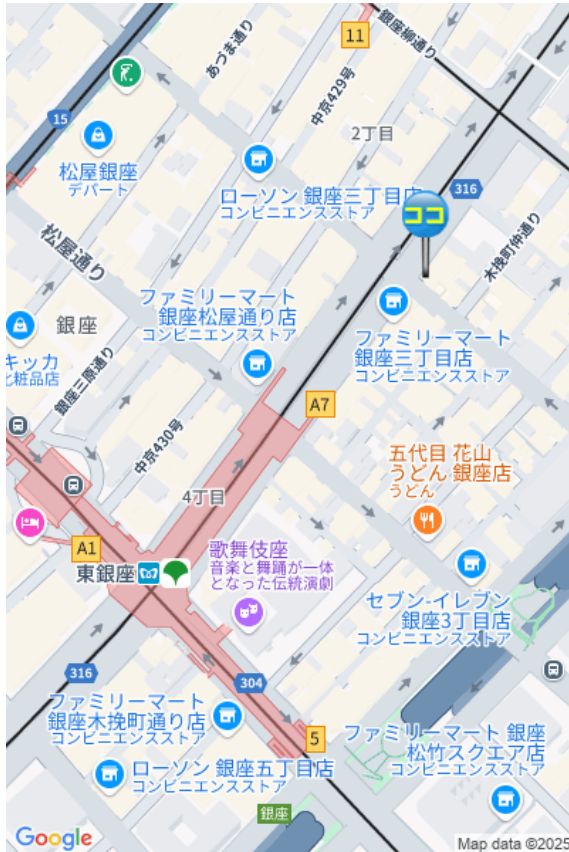 11
銀座柳通り
あづま通り
中京429号
15
2丁目
松屋銀座
デパート
ローソン 銀座三丁目店
コンビニエンスストア
316
ココ
木挽町仲通り
松屋通り
ファミリーマート
銀座松屋通り店
コンビニエンスストア
銀座
ファミリーマート
銀座三丁目店
コンビニエンスストア
キッカ
化粧品店
銀座三原通り
A7
中京430号
五代目 花山
うどん 銀座店
うどん
4丁目
A1
東銀座
歌舞伎座
音楽と舞踊が一体
となった伝統演劇
セブン-イレブン
銀座3丁目店
コンビニエンスストア
316
304
ファミリーマート
銀座木挽町通り店
コンビニエンスストア
5
ファミリーマート 銀座
松竹スクエア店
コンビニエンスストア
ローソン 銀座五丁目店
コンビニエンスストア
銀座
Google
Map data ©2025